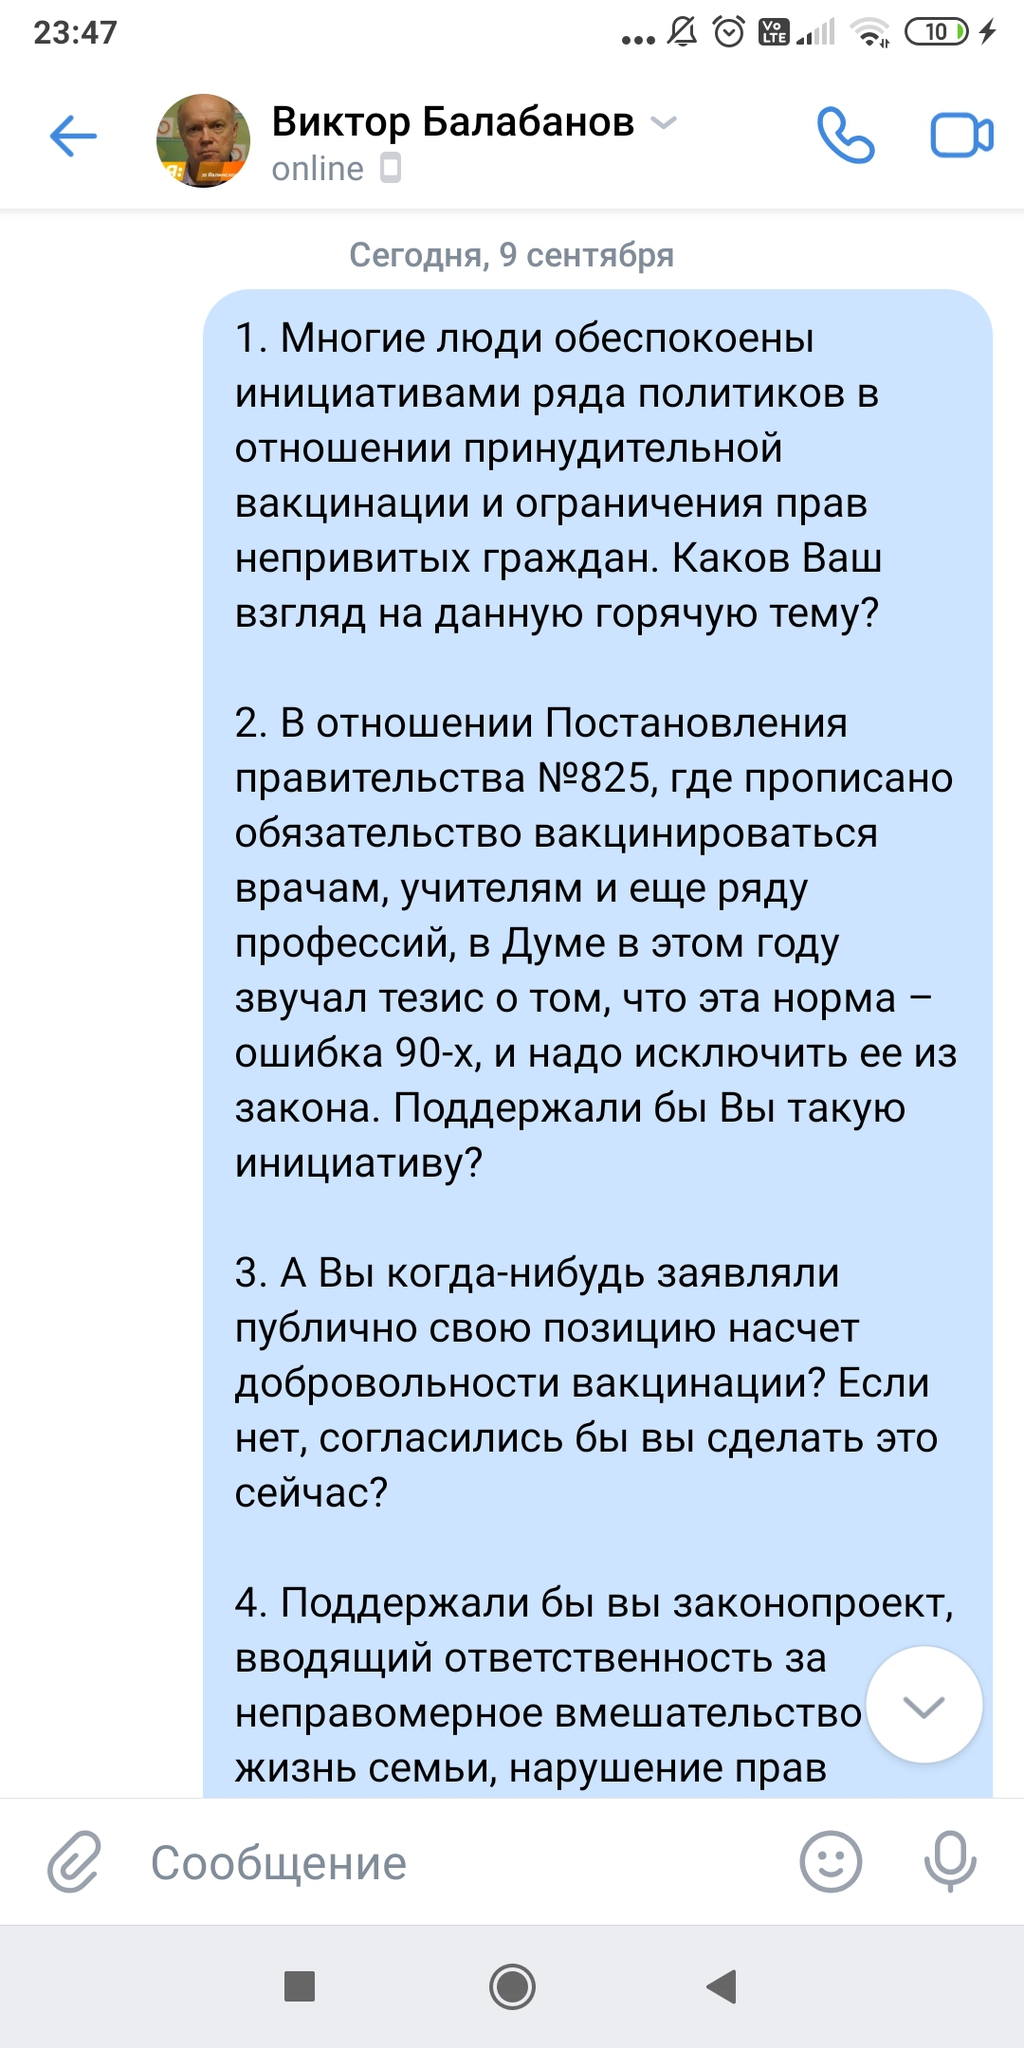 23:47
Vo LTE
10
Виктор Балабанов
online
Сегодня, 9 сентября
1. Многие люди обеспокоены
инициативами ряда политиков в
отношении принудительной
вакцинации и ограничения прав
непривитых граждан. Каков Ваш
взгляд на данную горячую тему?
2. В отношении Постановления
правительства №825, где прописано
обязательство вакцинироваться
врачам, учителям и еще ряду
профессий, в Думе в этом году
звучал тезис о том, что эта норма –
ошибка 90-х, и надо исключить ее из
закона. Поддержали бы Вы такую
инициативу?
3. А Вы когда-нибудь заявляли
публично свою позицию насчет
добровольности вакцинации? Если
нет, согласились бы вы сделать это
сейчас?
4. Поддержали бы вы законопроект,
вводящий ответственность за
неправомерное вмешательство
жизнь семьи, нарушение прав
Сообщение